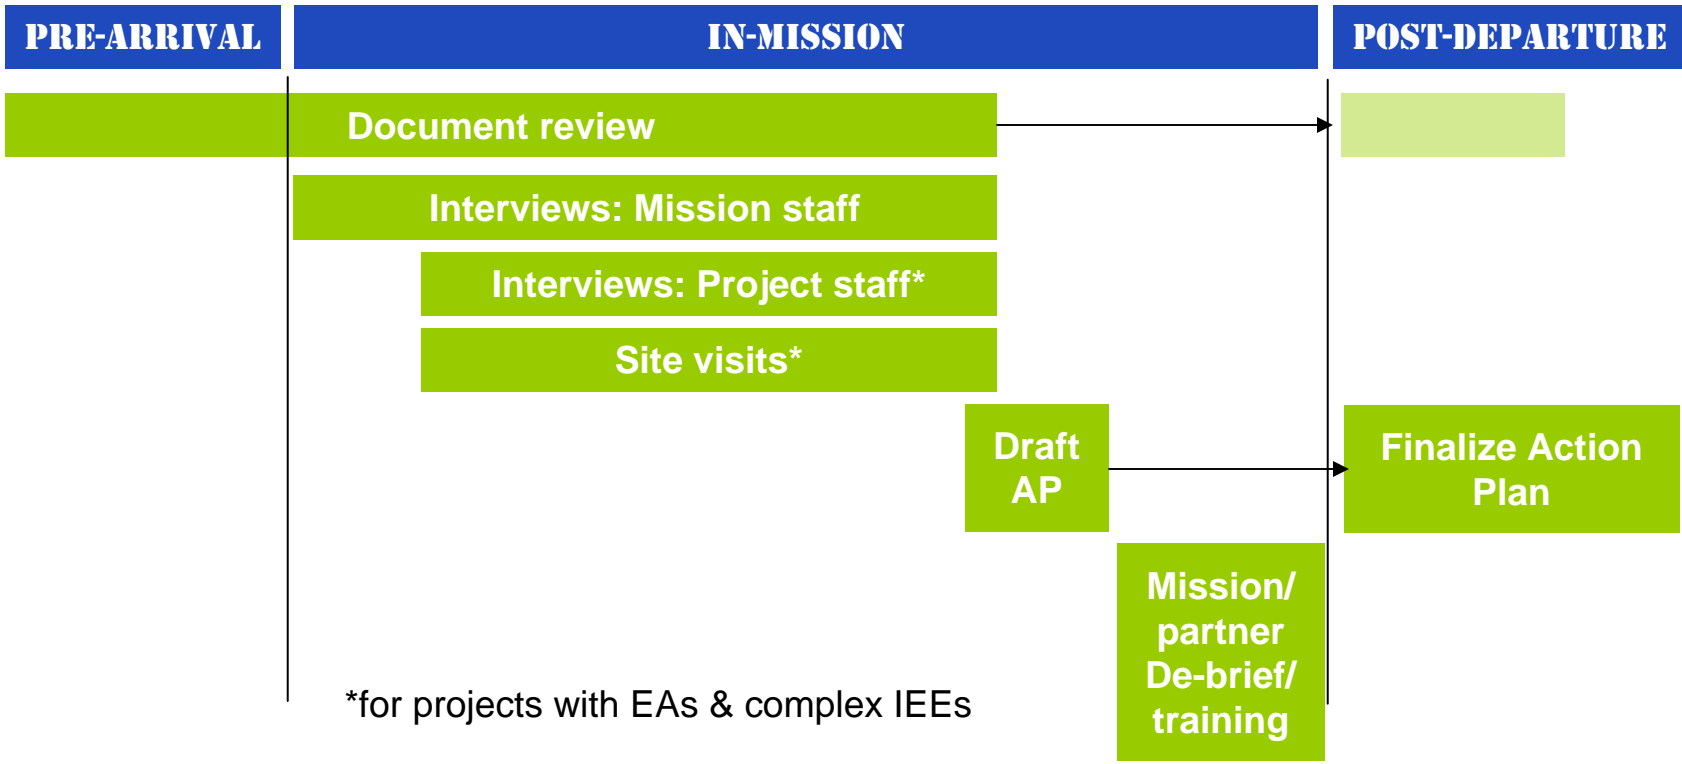 PRE-ARRIVAL
IN-MISSION
POST-DEPARTURE
Document review
Interviews: Mission staff
Interviews: Project staff*
Site visits*
Draft
AP
Finalize Action
Plan
Mission/
partner
De-brief/
training
*for projects with EAs & complex IEEs